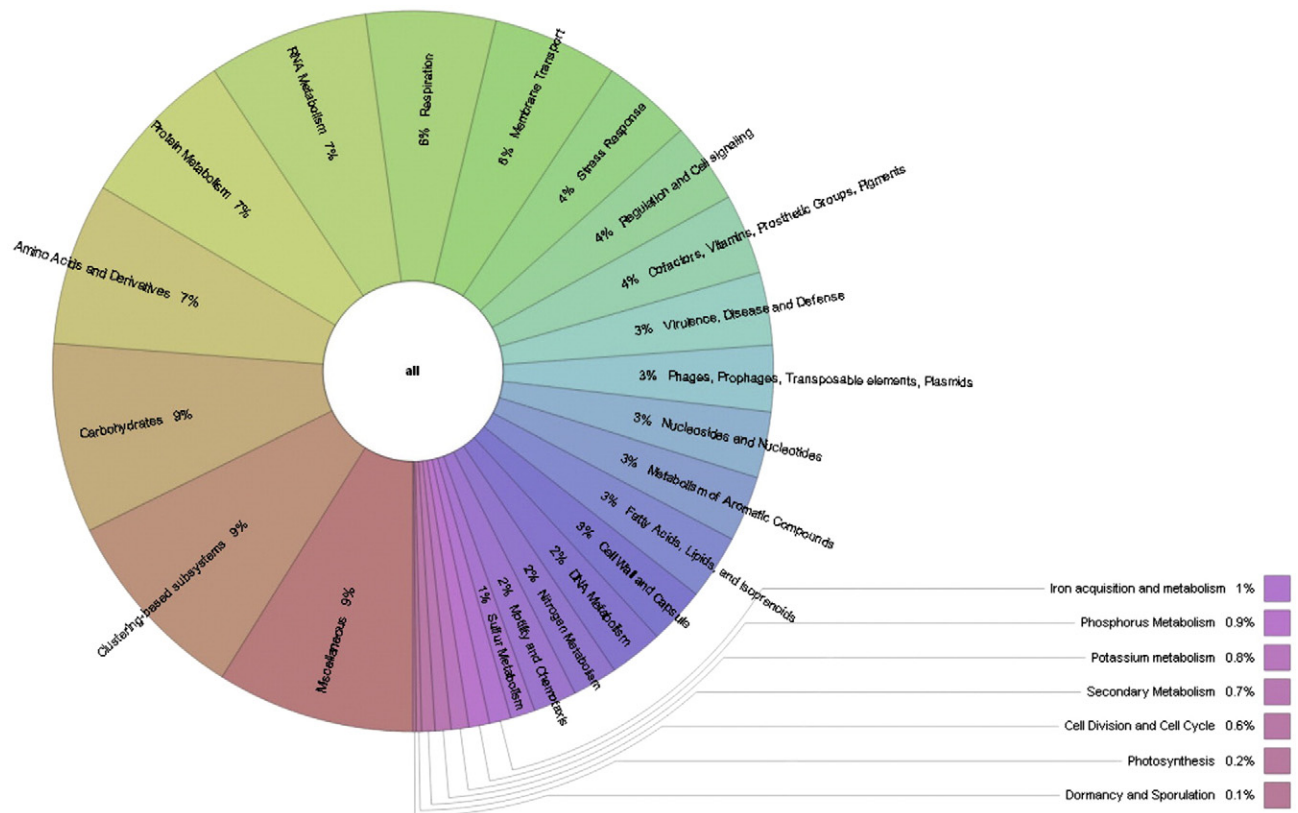 all
Miscellaneous 9%
Clustering-based subsystems 9%
Carbohydrates 9%
Amino Acids and Derivatives 7%
Protein Metabolism 7%
RNA Metabolism 7%
6% Respiration
6% Membrane Transport
4% Stress Response
4% Regulation and Cell signaling
4% Cofactors, Vitamins, Prosthetic Groups, Pigments
3% Virulence, Disease and Defense
3% Phages, Prophages, Transposable elements, Plasmids
3% Nucleosides and Nucleotides
3% Metabolism of Aromatic Compounds
3% Fatty Acids, Lipids, and Isoprenoids
3% Cell Wall and Capsule
2% DNA Metabolism
2% Nitrogen Metabolism
2% Motility and Chemotaxis
1% Sulfur Metabolism
Iron acquisition and metabolism 1%
Phosphorus Metabolism 0.9%
Potassium metabolism 0.8%
Secondary Metabolism 0.7%
Cell Division and Cell Cycle 0.6%
Photosynthesis 0.2%
Dormancy and Sporulation 0.1%